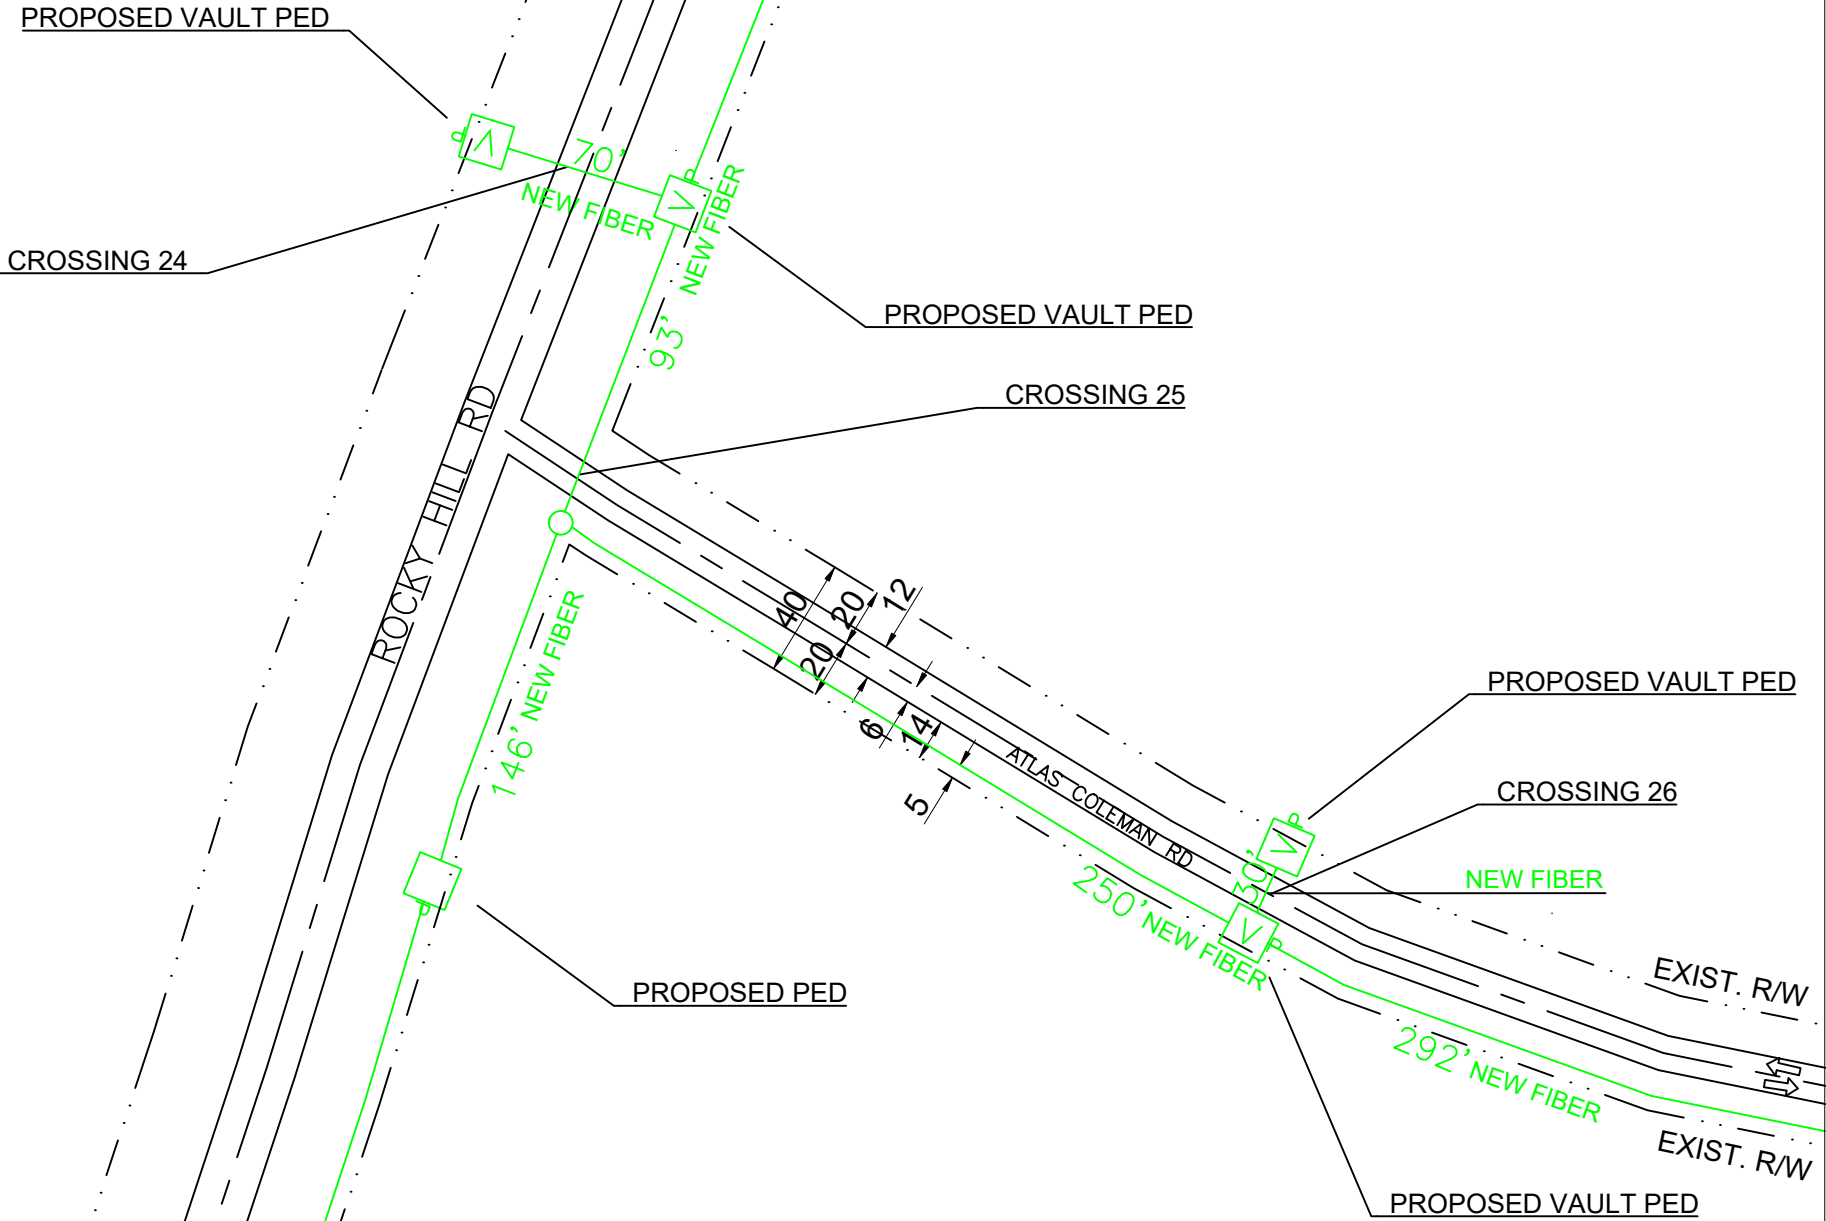 PROPOSED VAULT PED
70'
NEW FIBER
NEW FIBER
93'
CROSSING 24
PROPOSED VAULT PED
CROSSING 25
ROCKY HILL RD
146' NEW FIBER
40
20
20
12
6
14
5
ATLAS COLEMAN RD
PROPOSED VAULT PED
CROSSING 26
30'
NEW FIBER
250' NEW FIBER
PROPOSED PED
EXIST. R/W
292' NEW FIBER
EXIST. R/W
PROPOSED VAULT PED
V
P
V
P
V
P
V
P
P